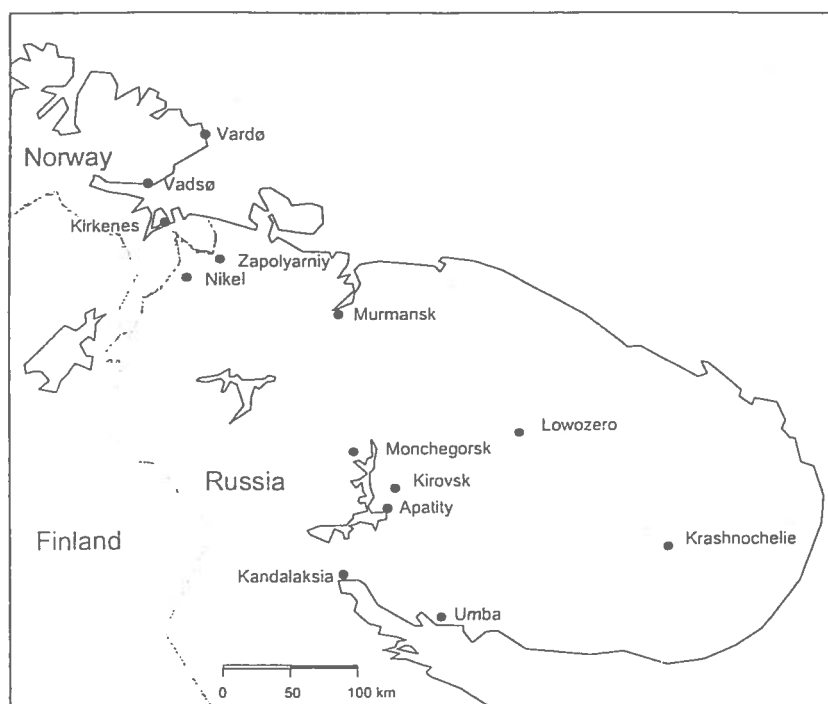 Vardø
Norway
Vadsø
Kirkenes
Zapolyarniy
Nikel
Murmansk
Lowozero
Monchegorsk
Kirovsk
Russia
Apatity
Finland
Krashnochelie
Kandalaksia
Umba
0 50 100 km